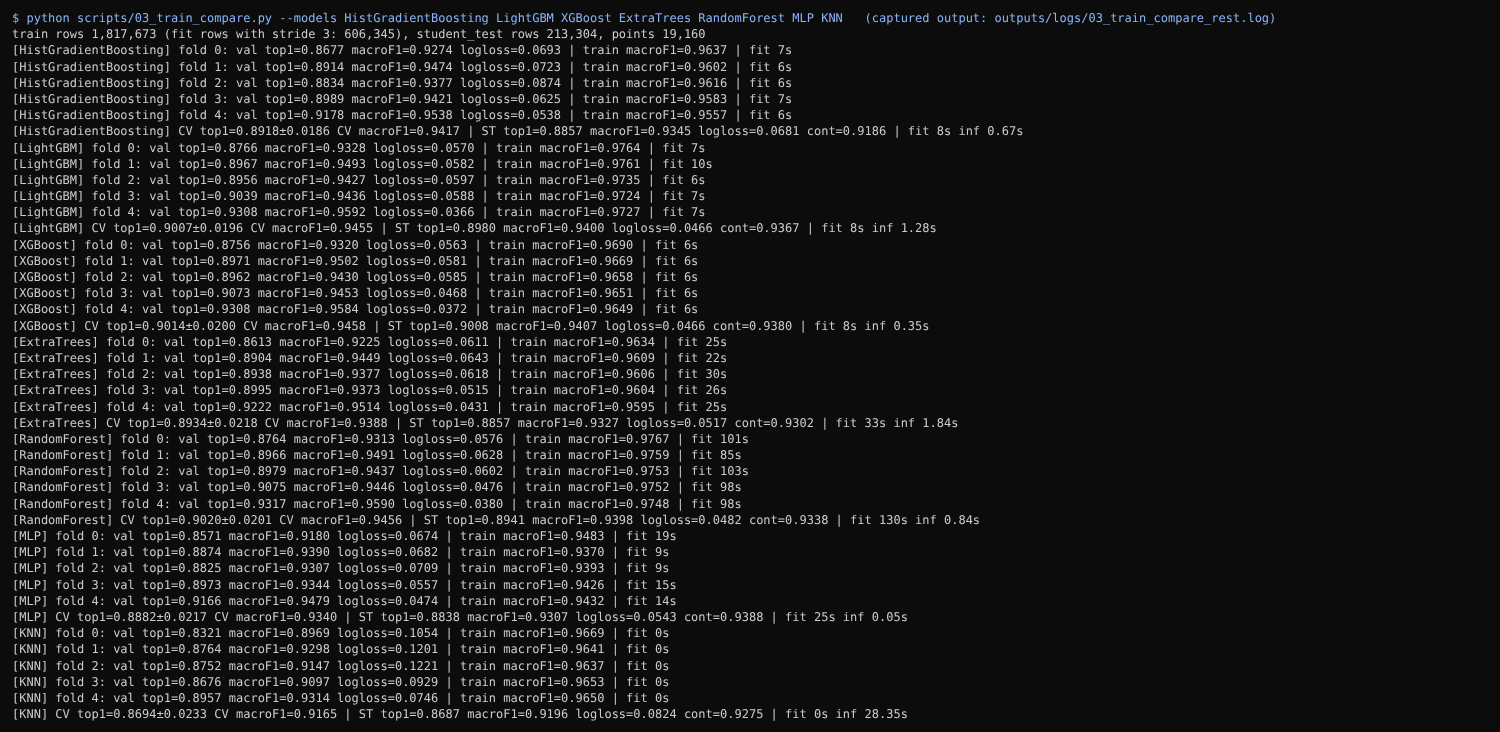 $ python scripts/03_train_compare.py --models HistGradientBoosting LightGBM XGBoost ExtraTrees RandomForest MLP KNN   (captured output: outputs/logs/03_train_compare_rest.log)
train rows 1,817,673 (fit rows with stride 3: 606,345), student_test rows 213,304, points 19,160
[HistGradientBoosting] fold 0: val top1=0.8677 macroF1=0.9274 logloss=0.0693 | train macroF1=0.9637 | fit 7s
[HistGradientBoosting] fold 1: val top1=0.8914 macroF1=0.9474 logloss=0.0723 | train macroF1=0.9602 | fit 6s
[HistGradientBoosting] fold 2: val top1=0.8834 macroF1=0.9377 logloss=0.0874 | train macroF1=0.9616 | fit 6s
[HistGradientBoosting] fold 3: val top1=0.8989 macroF1=0.9421 logloss=0.0625 | train macroF1=0.9583 | fit 7s
[HistGradientBoosting] fold 4: val top1=0.9178 macroF1=0.9538 logloss=0.0538 | train macroF1=0.9557 | fit 6s
[HistGradientBoosting] CV top1=0.8918±0.0186 CV macroF1=0.9417 | ST top1=0.8857 macroF1=0.9345 logloss=0.0681 cont=0.9186 | fit 8s inf 0.67s
[LightGBM] fold 0: val top1=0.8766 macroF1=0.9328 logloss=0.0570 | train macroF1=0.9764 | fit 7s
[LightGBM] fold 1: val top1=0.8967 macroF1=0.9493 logloss=0.0582 | train macroF1=0.9761 | fit 10s
[LightGBM] fold 2: val top1=0.8956 macroF1=0.9427 logloss=0.0597 | train macroF1=0.9735 | fit 6s
[LightGBM] fold 3: val top1=0.9039 macroF1=0.9436 logloss=0.0588 | train macroF1=0.9724 | fit 7s
[LightGBM] fold 4: val top1=0.9308 macroF1=0.9592 logloss=0.0366 | train macroF1=0.9727 | fit 7s
[LightGBM] CV top1=0.9007±0.0196 CV macroF1=0.9455 | ST top1=0.8980 macroF1=0.9400 logloss=0.0466 cont=0.9367 | fit 8s inf 1.28s
[XGBoost] fold 0: val top1=0.8756 macroF1=0.9320 logloss=0.0563 | train macroF1=0.9690 | fit 6s
[XGBoost] fold 1: val top1=0.8971 macroF1=0.9502 logloss=0.0581 | train macroF1=0.9669 | fit 6s
[XGBoost] fold 2: val top1=0.8962 macroF1=0.9430 logloss=0.0585 | train macroF1=0.9658 | fit 6s
[XGBoost] fold 3: val top1=0.9073 macroF1=0.9453 logloss=0.0468 | train macroF1=0.9651 | fit 6s
[XGBoost] fold 4: val top1=0.9308 macroF1=0.9584 logloss=0.0372 | train macroF1=0.9649 | fit 6s
[XGBoost] CV top1=0.9014±0.0200 CV macroF1=0.9458 | ST top1=0.9008 macroF1=0.9407 logloss=0.0466 cont=0.9380 | fit 8s inf 0.35s
[ExtraTrees] fold 0: val top1=0.8613 macroF1=0.9225 logloss=0.0611 | train macroF1=0.9634 | fit 25s
[ExtraTrees] fold 1: val top1=0.8904 macroF1=0.9449 logloss=0.0643 | train macroF1=0.9609 | fit 22s
[ExtraTrees] fold 2: val top1=0.8938 macroF1=0.9377 logloss=0.0618 | train macroF1=0.9606 | fit 30s
[ExtraTrees] fold 3: val top1=0.8995 macroF1=0.9373 logloss=0.0515 | train macroF1=0.9604 | fit 26s
[ExtraTrees] fold 4: val top1=0.9222 macroF1=0.9514 logloss=0.0431 | train macroF1=0.9595 | fit 25s
[ExtraTrees] CV top1=0.8934±0.0218 CV macroF1=0.9388 | ST top1=0.8857 macroF1=0.9327 logloss=0.0517 cont=0.9302 | fit 33s inf 1.84s
[RandomForest] fold 0: val top1=0.8764 macroF1=0.9313 logloss=0.0576 | train macroF1=0.9767 | fit 101s
[RandomForest] fold 1: val top1=0.8966 macroF1=0.9491 logloss=0.0628 | train macroF1=0.9759 | fit 85s
[RandomForest] fold 2: val top1=0.8979 macroF1=0.9437 logloss=0.0602 | train macroF1=0.9753 | fit 103s
[RandomForest] fold 3: val top1=0.9075 macroF1=0.9446 logloss=0.0476 | train macroF1=0.9752 | fit 98s
[RandomForest] fold 4: val top1=0.9317 macroF1=0.9590 logloss=0.0380 | train macroF1=0.9748 | fit 98s
[RandomForest] CV top1=0.9020±0.0201 CV macroF1=0.9456 | ST top1=0.8941 macroF1=0.9398 logloss=0.0482 cont=0.9338 | fit 130s inf 0.84s
[MLP] fold 0: val top1=0.8571 macroF1=0.9180 logloss=0.0674 | train macroF1=0.9483 | fit 19s
[MLP] fold 1: val top1=0.8874 macroF1=0.9390 logloss=0.0682 | train macroF1=0.9370 | fit 9s
[MLP] fold 2: val top1=0.8825 macroF1=0.9307 logloss=0.0709 | train macroF1=0.9393 | fit 9s
[MLP] fold 3: val top1=0.8973 macroF1=0.9344 logloss=0.0557 | train macroF1=0.9426 | fit 15s
[MLP] fold 4: val top1=0.9166 macroF1=0.9479 logloss=0.0474 | train macroF1=0.9432 | fit 14s
[MLP] CV top1=0.8882±0.0217 CV macroF1=0.9340 | ST top1=0.8838 macroF1=0.9307 logloss=0.0543 cont=0.9388 | fit 25s inf 0.05s
[KNN] fold 0: val top1=0.8321 macroF1=0.8969 logloss=0.1054 | train macroF1=0.9669 | fit 0s
[KNN] fold 1: val top1=0.8764 macroF1=0.9298 logloss=0.1201 | train macroF1=0.9641 | fit 0s
[KNN] fold 2: val top1=0.8752 macroF1=0.9147 logloss=0.1221 | train macroF1=0.9637 | fit 0s
[KNN] fold 3: val top1=0.8676 macroF1=0.9097 logloss=0.0929 | train macroF1=0.9653 | fit 0s
[KNN] fold 4: val top1=0.8957 macroF1=0.9314 logloss=0.0746 | train macroF1=0.9650 | fit 0s
[KNN] CV top1=0.8694±0.0233 CV macroF1=0.9165 | ST top1=0.8687 macroF1=0.9196 logloss=0.0824 cont=0.9275 | fit 0s inf 28.35s